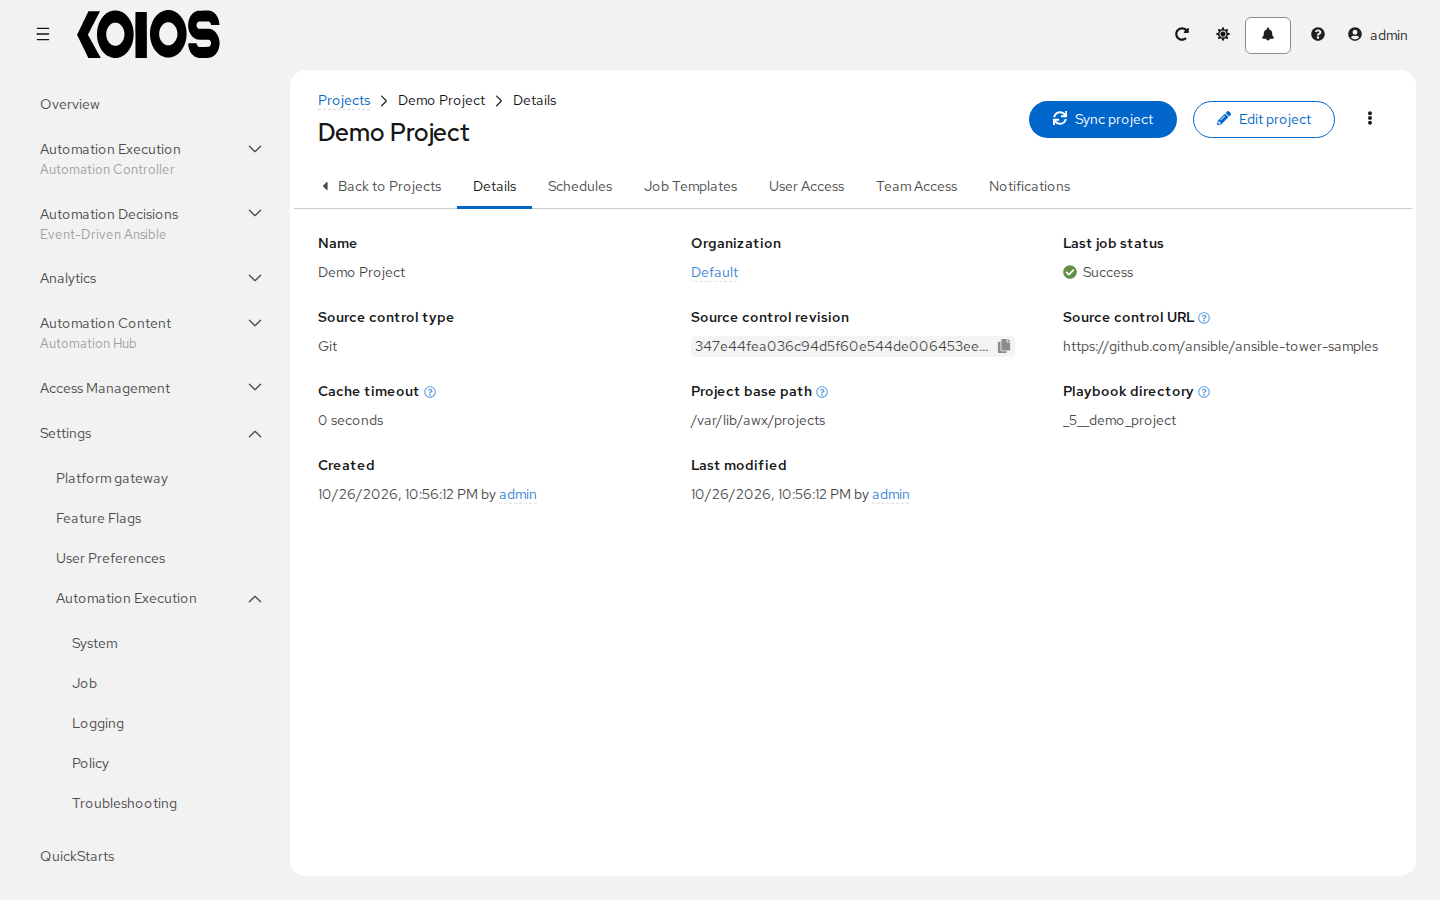 KOIOS
admin
Overview
Automation Execution
Automation Controller
Automation Decisions
Event-Driven Ansible
Analytics
Automation Content
Automation Hub
Access Management
Settings
Platform gateway
Feature Flags
User Preferences
Automation Execution
System
Job
Logging
Policy
Troubleshooting
QuickStarts
Projects > Demo Project > Details
Demo Project
Sync project
Edit project
Back to Projects
Details
Schedules
Job Templates
User Access
Team Access
Notifications
Name
Demo Project
Organization
Default
Last job status
Success
Source control type
Git
Source control revision
347e44fea036c94d5f60e544de006453ee...
Source control URL
https://github.com/ansible/ansible-tower-samples
Cache timeout
0 seconds
Project base path
/var/lib/awx/projects
Playbook directory
_5__demo_project
Created
10/26/2026, 10:56:12 PM by admin
Last modified
10/26/2026, 10:56:12 PM by admin